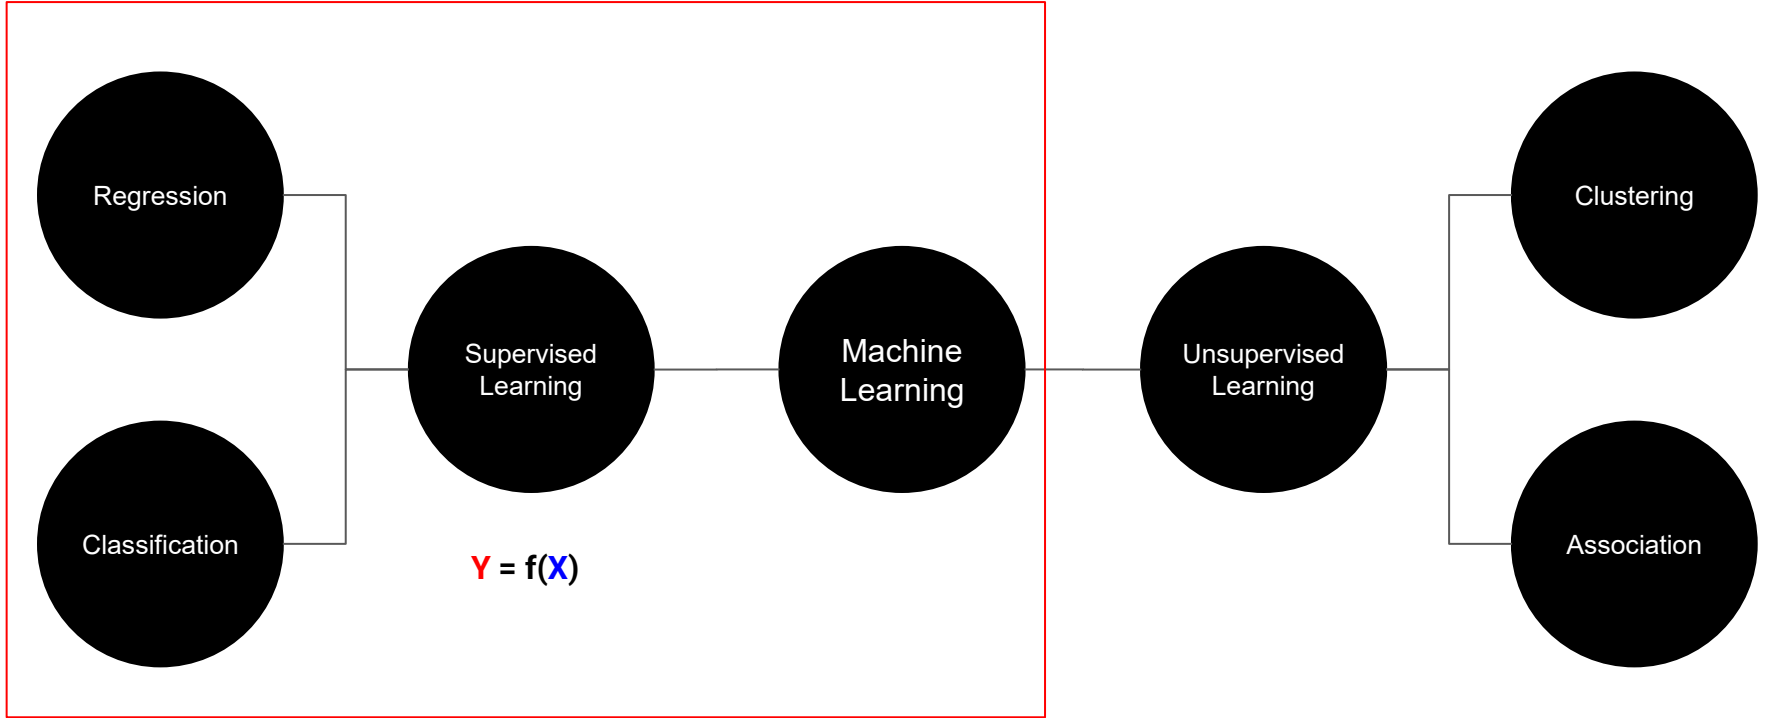 Regression
Classification
Supervised
Learning
Y = f(X)
Machine
Learning
Unsupervised
Learning
Clustering
Association